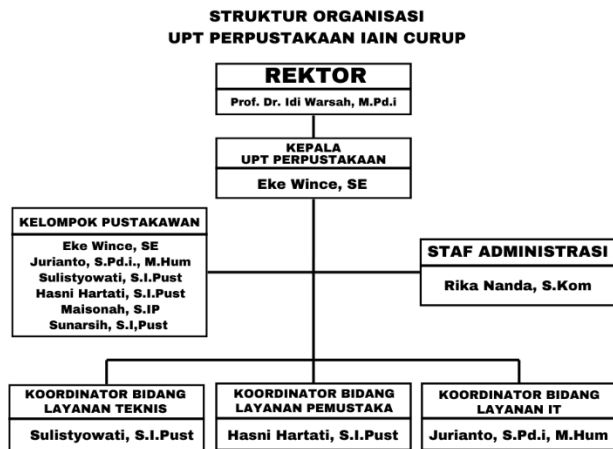 STRUKTUR ORGANISASI
UPT PERPUSTAKAAN IAIN CURUP
REKTOR
Prof. Dr. Idi Warsah, M.Pd.i
KEPALA
UPT PERPUSTAKAAN
Eke Wince, SE
KELOMPOK PUSTAKAWAN
Eke Wince, SE
Jurianto, S.Pd.i., M.Hum
Sulistyowati, S.I.Pust
Hasni Hartati, S.I.Pust
Maisonah, S.IP
Sunarsih, S.I,Pust
STAF ADMINISTRASI
Rika Nanda, S.Kom
KOORDINATOR BIDANG
LAYANAN TEKNIS
Sulistyowati, S.I.Pust
KOORDINATOR BIDANG
LAYANAN PEMUSTAKA
Hasni Hartati, S.I.Pust
KOORDINATOR BIDANG
LAYANAN IT
Jurianto, S.Pd.i, M.Hum